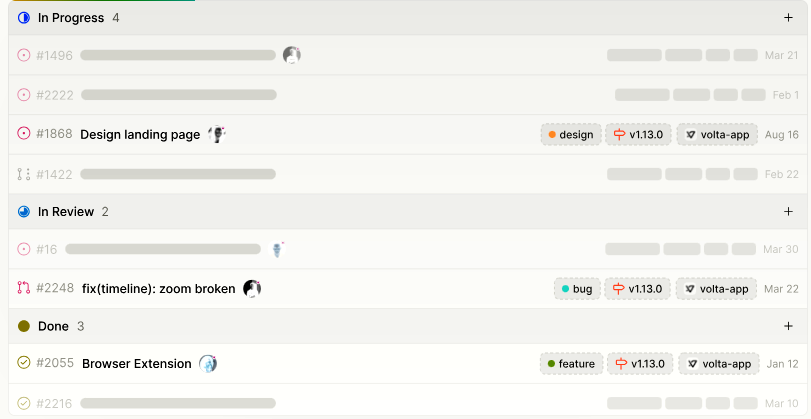 In Progress 4
#1496 Mar 21
#2222 Feb 1
#1868 Design landing page design v1.13.0 volta-app Aug 16
#1422 Feb 22
In Review 2
#16 Mar 30
#2248 fix(timeline): zoom broken bug v1.13.0 volta-app Mar 22
Done 3
#2055 Browser Extension feature v1.13.0 volta-app Jan 12
#2216 Mar 10